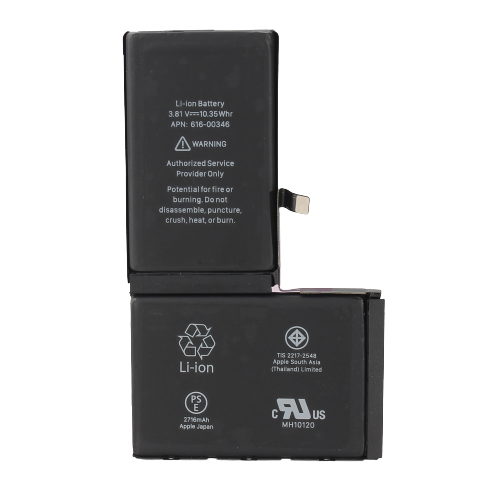 Li-ion Battery
3.81 V⎓10.35Whr
APN: 616-00346
WARNING
Authorized Service
Provider Only
Potential for fire or
burning. Do not
disassemble, puncture,
crush, heat, or burn.
Li-ion
TIS 2217-2548
Apple South Asia
(Thailand) Limited
PS
E
2716mAh
Apple Japan
c RU US
MH10120